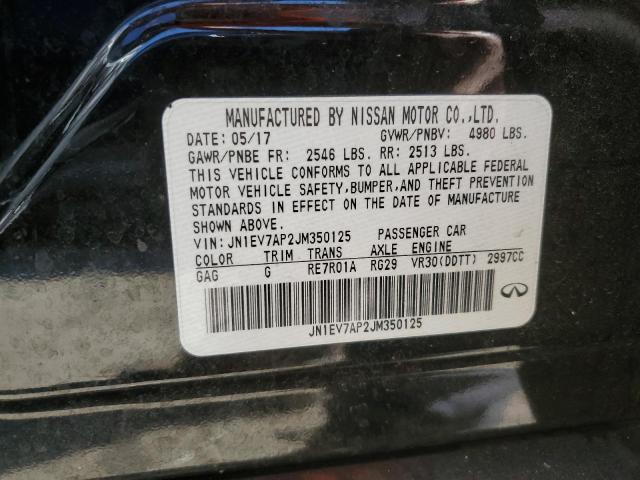 MANUFACTURED BY NISSAN MOTOR CO.,LTD.
DATE: 05/17 GVWR/PNBV: 4980 LBS.
GAWR/PNBE FR: 2546 LBS. RR: 2513 LBS.
THIS VEHICLE CONFORMS TO ALL APPLICABLE FEDERAL
MOTOR VEHICLE SAFETY,BUMPER,AND THEFT PREVENTION
STANDARDS IN EFFECT ON THE DATE OF MANUFACTURE
SHOWN ABOVE.
VIN: JN1EV7AP2JM350125 PASSENGER CAR
COLOR TRIM TRANS AXLE ENGINE
GAG G RE7R01A RG29 VR30(DDTT) 2997CC
JN1EV7AP2JM350125